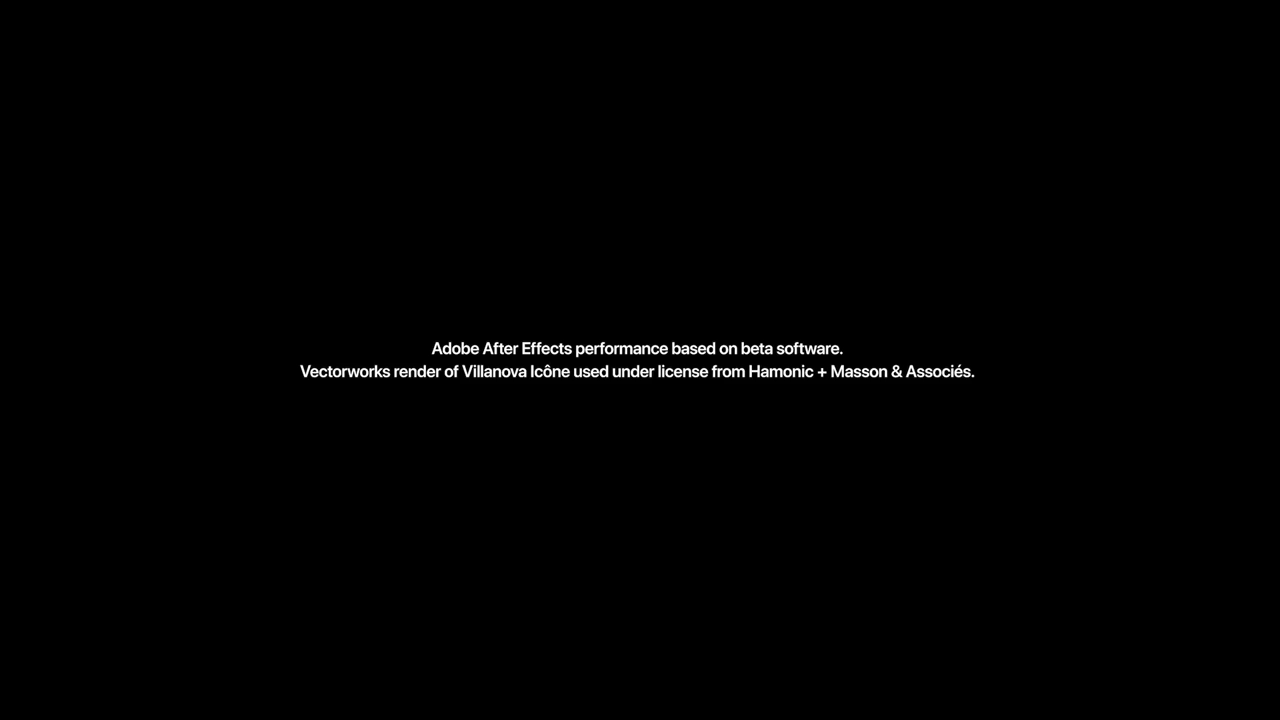 Adobe After Effects performance based on beta software.
Vectorworks render of Villanova Icône used under license from Hamonic + Masson & Associés.